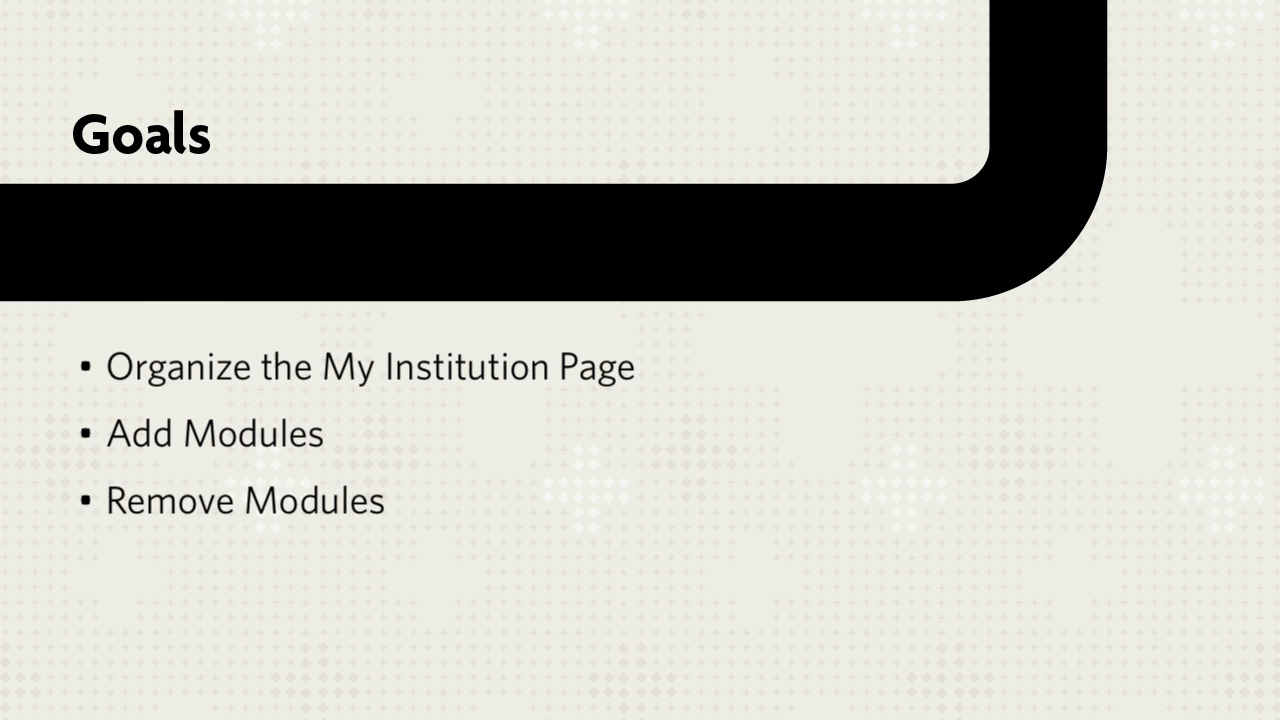 Goals
• Organize the My Institution Page
• Add Modules
• Remove Modules